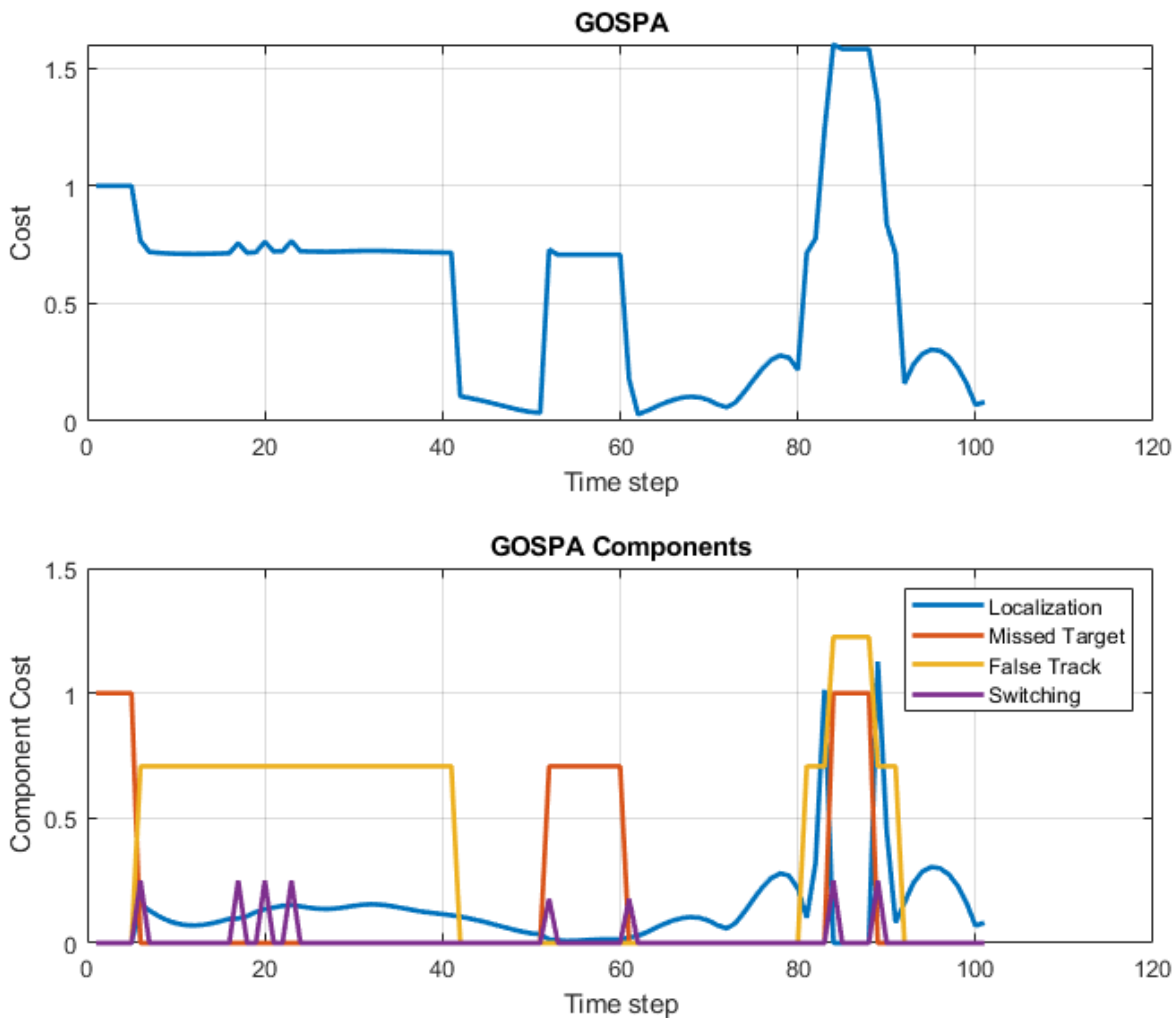 GOSPA
1.5
1
0.5
0
Cost
0 20 40 60 80 100 120
Time step
GOSPA Components
1.5
1
0.5
0
Component Cost
Localization
Missed Target
False Track
Switching
0 20 40 60 80 100 120
Time step